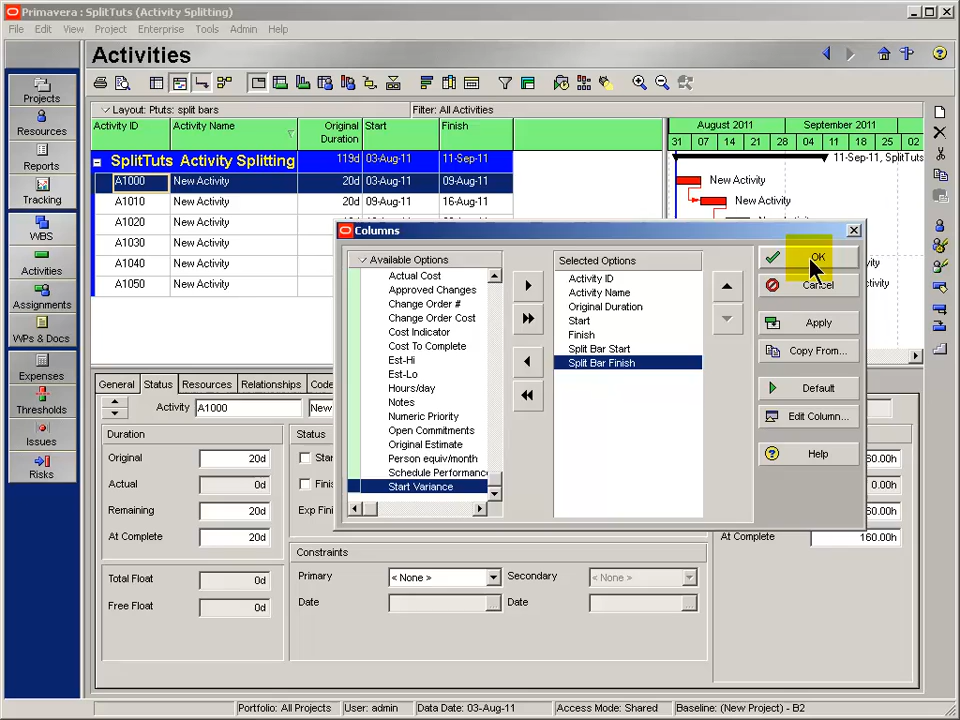 Primavera : SplitTuts (Activity Splitting)
File Edit View Project Enterprise Tools Admin Help
Activities
Layout: Ptuts: split bars Filter: All Activities
Activity ID Activity Name Original Duration Start Finish
August 2011 September 2011
31 07 14 21 28 04 11 18 25 02
SplitTuts Activity Splitting 119d 03-Aug-11 11-Sep-11
11-Sep-11, SplitTuts
A1000 New Activity 20d 03-Aug-11 09-Aug-11
New Activity
A1010 New Activity 20d 09-Aug-11 16-Aug-11
New Activity
A1020 New Activity
A1030 New Activity
A1040 New Activity
A1050 New Activity
Projects
Resources
Reports
Tracking
WBS
Activities
Assignments
WPs & Docs
Expenses
Thresholds
Issues
Risks
Columns
Available Options
Actual Cost
Approved Changes
Change Order #
Change Order Cost
Cost Indicator
Cost To Complete
Est-Hi
Est-Lo
Hours/day
Notes
Numeric Priority
Open Commitments
Original Estimate
Person equiv/month
Schedule Performance
Start Variance
Selected Options
Activity ID
Activity Name
Original Duration
Start
Finish
Split Bar Start
Split Bar Finish
OK
Cancel
Apply
Copy From...
Default
Edit Column...
Help
General Status Resources Relationships
Activity A1000
Duration
Original 20d
Actual 0d
Remaining 20d
At Complete 20d
Total Float 0d
Free Float 0d
Status
Exp Fini
Constraints
Primary < None > Secondary < None >
Date Date
0.00h
At Complete 160.00h
Portfolio: All Projects User: admin Data Date: 03-Aug-11 Access Mode: Shared Baseline: (New Project) - B2